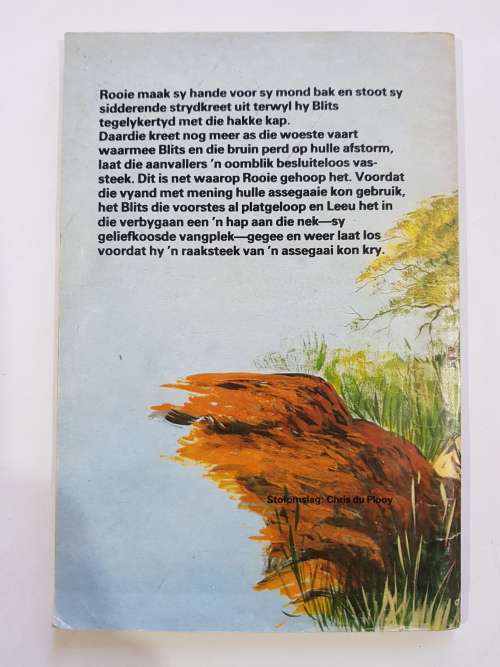 Rooie maak sy hande voor sy mond bak en stoot sy
sidderende strydkreet uit terwyl hy Blits
tegelykertyd met die hakke kap.
Daardie kreet nog meer as die woeste vaart
waarmee Blits en die bruin perd op hulle afstorm,
laat die aanvallers 'n oomblik besluiteloos vas-
steek. Dit is net waarop Rooie gehoop het. Voordat
die vyand met mening hulle assegaaie kon gebruik,
het Blits die voorstes al platgeloop en Leeu het in
die verbygaan een 'n hap aan die nek—sy
geliefkoosde vangplek—gegee en weer laat los
voordat hy 'n raaksteek van 'n assegaai kon kry.
Stofomslag: Chris du Plooy